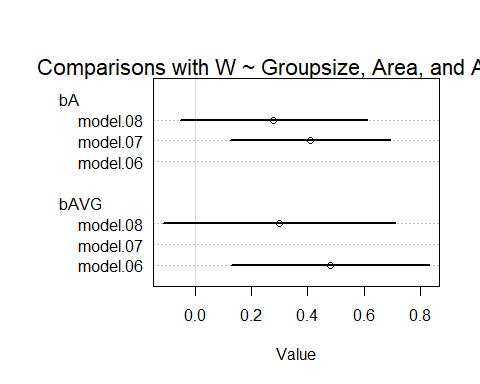 Comparisons with W ~ Groupsize, Area, and A
bA
model.08
model.07
model.06
bAVG
model.08
model.07
model.06
0.0 0.2 0.4 0.6 0.8
Value